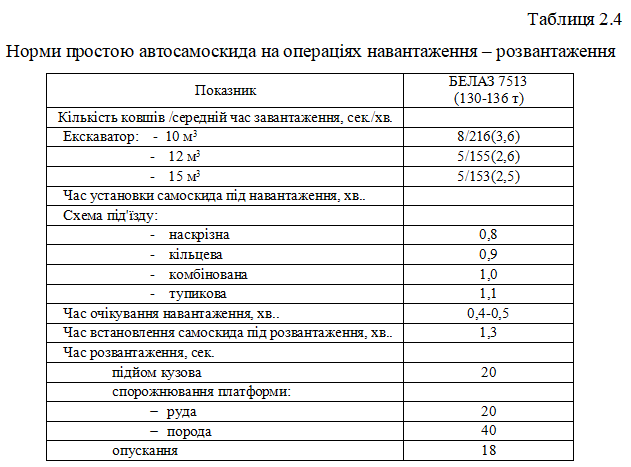 Таблиця 2.4
Норми простою автосамоскида на операціях навантаження – розвантаження
Показник
БЕЛАЗ 7513
(130-136 т)
Кількість ковшів /середній час завантаження, сек./хв.
Екскаватор: - 10 м³ 8/216(3,6)
- 12 м³ 5/155(2,6)
- 15 м³ 5/153(2,5)
Час установки самоскида під навантаження, хв..
Схема під'їзду:
- наскрізна 0,8
- кільцева 0,9
- комбінована 1,0
- тупикова 1,1
Час очікування навантаження, хв.. 0,4-0,5
Час встановлення самоскида під розвантаження, хв.. 1,3
Час розвантаження, сек.
підйом кузова 20
спорожнювання платформи:
– руда 20
– порода 40
опускання 18